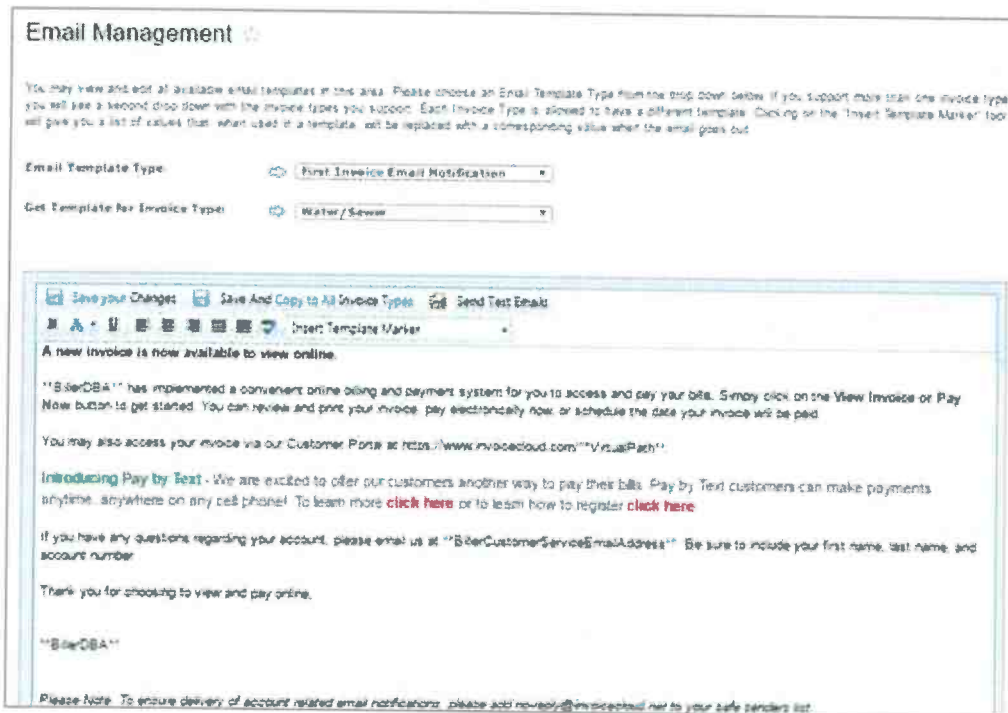 Email Management
You may view and edit all available email templates in this area. Please choose an Email Template Type from the drop down below. If you support more than one invoice type
you will see a second drop down with the invoice types you support. Each Invoice Type is allowed to have a different template. Clicking on the "Insert Template Marker" tool
will give you a list of values that, when used in a template, will be replaced with a corresponding value when the email goes out.
Email Template Type: First Invoice Email Notification
Get Template for Invoice Type: Water/Sewer
Save your Changes Save And Copy to All Invoice Types Send Test Emails
Insert Template Marker
A new invoice is now available to view online.
**BillerDBA** has implemented a convenient online billing and payment system for you to access and pay your bills. Simply click on the View Invoice or Pay
Now button to get started. You can review and print your invoice, pay electronically now, or schedule the date your invoice will be paid.
You may also access your invoice via our Customer Portal at https://www.invoicecloud.com/**VirtualPath**
Introducing Pay by Text - We are excited to offer our customers another way to pay their bills. Pay by Text customers can make payments
anytime, anywhere on any cell phone! To learn more click here or to learn how to register click here
If you have any questions regarding your account, please email us at **BillerCustomerServiceEmailAddress**. Be sure to include your first name, last name, and
account number.
Thank you for choosing to view and pay online.
**BillerDBA**
Please Note: To ensure delivery of account related email notifications, please add no-reply@invoicecloud.net to your safe senders list.